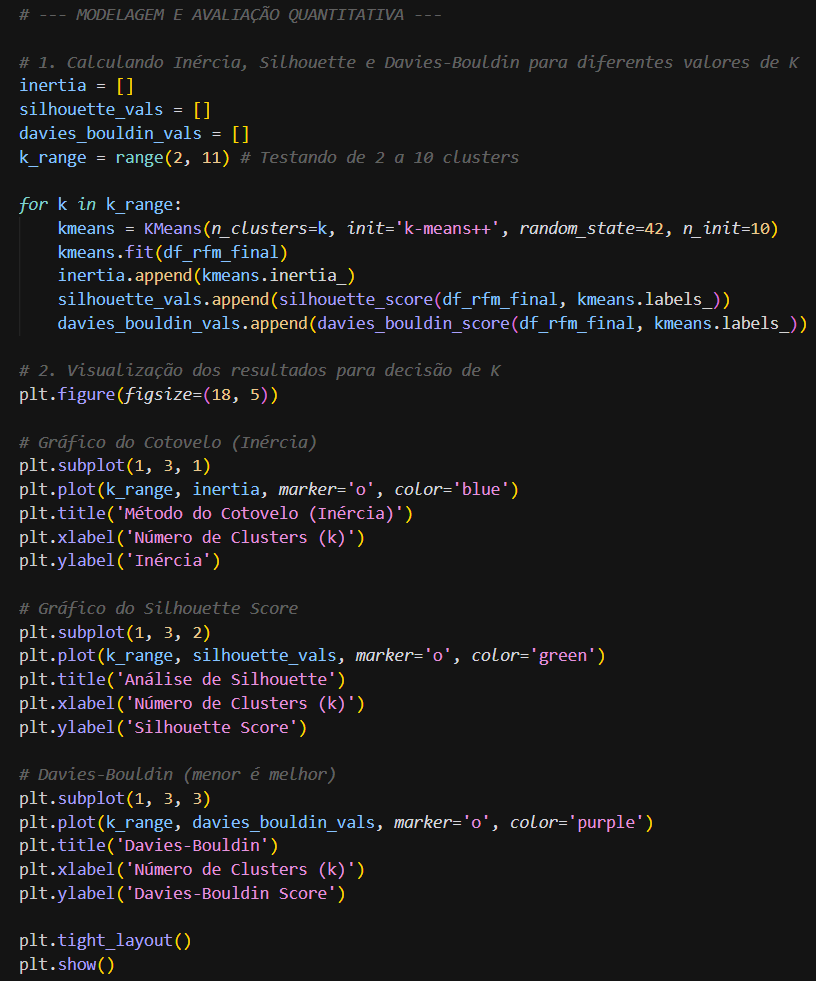 # --- MODELAGEM E AVALIAÇÃO QUANTITATIVA ---

# 1. Calculando Inércia, Silhouette e Davies-Bouldin para diferentes valores de K
inertia = []
silhouette_vals = []
davies_bouldin_vals = []
k_range = range(2, 11) # Testando de 2 a 10 clusters

for k in k_range:
    kmeans = KMeans(n_clusters=k, init='k-means++', random_state=42, n_init=10)
    kmeans.fit(df_rfm_final)
    inertia.append(kmeans.inertia_)
    silhouette_vals.append(silhouette_score(df_rfm_final, kmeans.labels_))
    davies_bouldin_vals.append(davies_bouldin_score(df_rfm_final, kmeans.labels_))

# 2. Visualização dos resultados para decisão de K
plt.figure(figsize=(18, 5))

# Gráfico do Cotovelo (Inércia)
plt.subplot(1, 3, 1)
plt.plot(k_range, inertia, marker='o', color='blue')
plt.title('Método do Cotovelo (Inércia)')
plt.xlabel('Número de Clusters (k)')
plt.ylabel('Inércia')

# Gráfico do Silhouette Score
plt.subplot(1, 3, 2)
plt.plot(k_range, silhouette_vals, marker='o', color='green')
plt.title('Análise de Silhouette')
plt.xlabel('Número de Clusters (k)')
plt.ylabel('Silhouette Score')

# Davies-Bouldin (menor é melhor)
plt.subplot(1, 3, 3)
plt.plot(k_range, davies_bouldin_vals, marker='o', color='purple')
plt.title('Davies-Bouldin')
plt.xlabel('Número de Clusters (k)')
plt.ylabel('Davies-Bouldin Score')

plt.tight_layout()
plt.show()